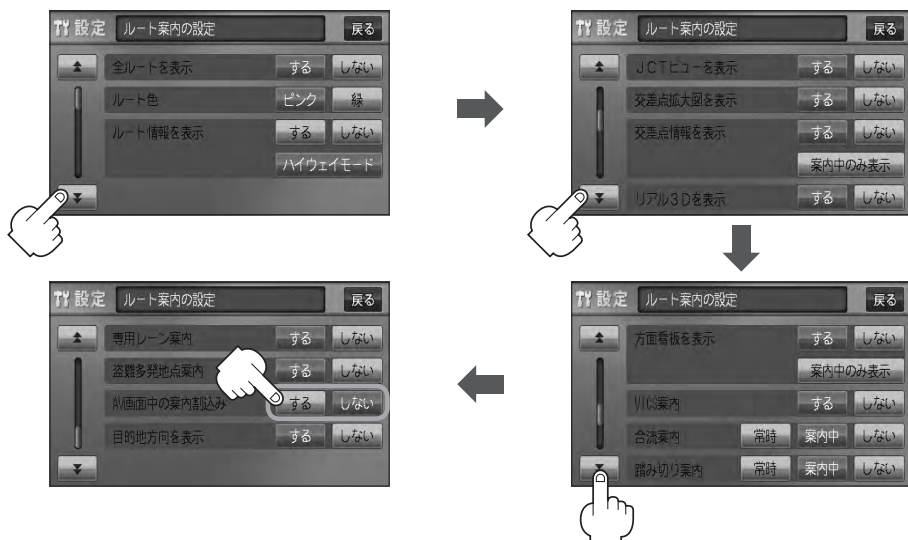 設定 ルート案内の設定 戻る
全ルートを表示 する しない
ルート色 ピンク 緑
ルート情報を表示 する しない
ハイウェイモード
設定 ルート案内の設定 戻る
JCTビューを表示 する しない
交差点拡大図を表示 する しない
交差点情報を表示 する しない
案内中のみ表示
リアル3Dを表示 する しない
設定 ルート案内の設定 戻る
方面看板を表示 する しない
案内中のみ表示
VICS案内 する しない
合流案内 常時 案内中 しない
踏み切り案内 常時 案内中 しない
設定 ルート案内の設定 戻る
専用レーン案内 する しない
盗難多発地点案内 する しない
AV画面中の案内割込み する しない
目的地方向を表示 する しない